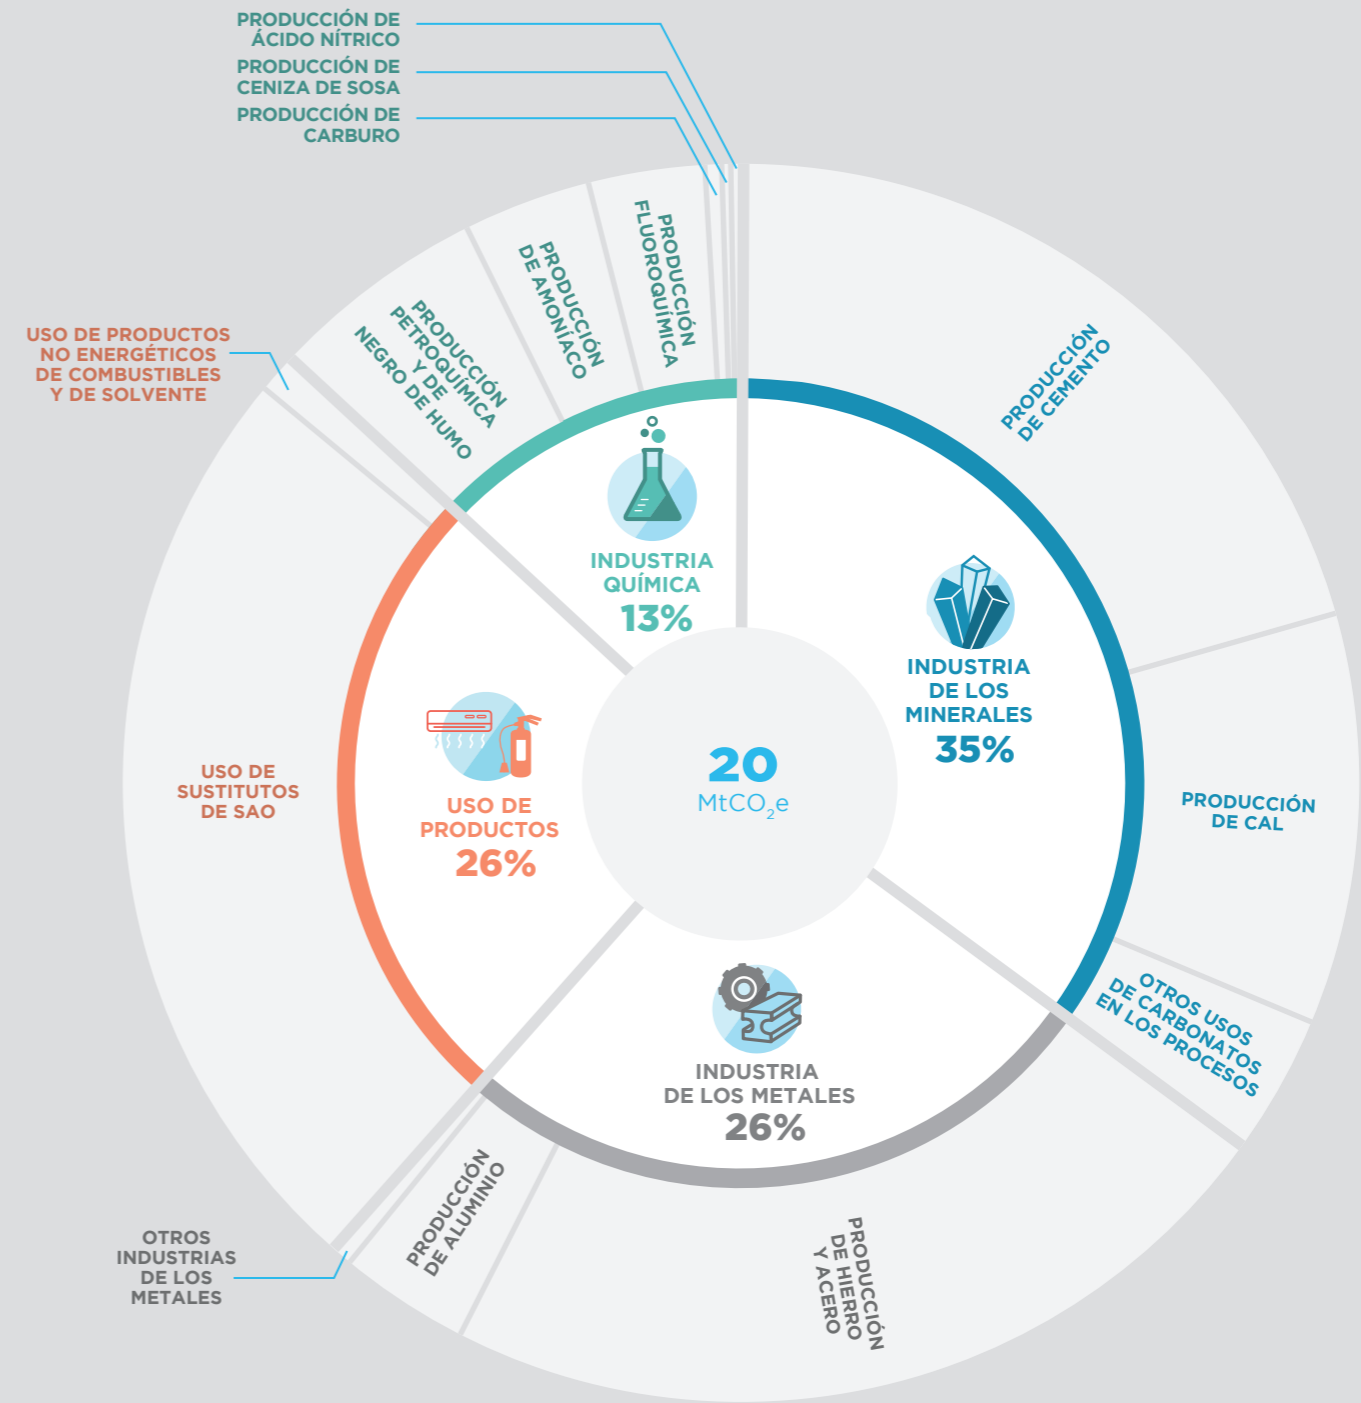 PRODUCCIÓN DE
ÁCIDO NÍTRICO
PRODUCCIÓN DE
CENIZA DE SOSA
PRODUCCIÓN DE
CARBURO
PRODUCCIÓN
FLUOROQUÍMICA
PRODUCCIÓN
DE AMONÍACO
PRODUCCIÓN
PETROQUÍMICA
Y DE
NEGRO DE HUMO
USO DE PRODUCTOS
NO ENERGÉTICOS
DE COMBUSTIBLES
Y DE SOLVENTE
PRODUCCIÓN
DE CEMENTO
INDUSTRIA
QUÍMICA
13%
INDUSTRIA
DE LOS
MINERALES
35%
USO DE
SUSTITUTOS
DE SAO
USO DE
PRODUCTOS
26%
20
MtCO₂e
PRODUCCIÓN
DE CAL
OTROS USOS
DE CARBONATOS
EN LOS PROCESOS
INDUSTRIA
DE LOS METALES
26%
PRODUCCIÓN
DE ALUMINIO
OTROS
INDUSTRIAS
DE LOS
METALES
PRODUCCIÓN
DE HIERRO
Y ACERO